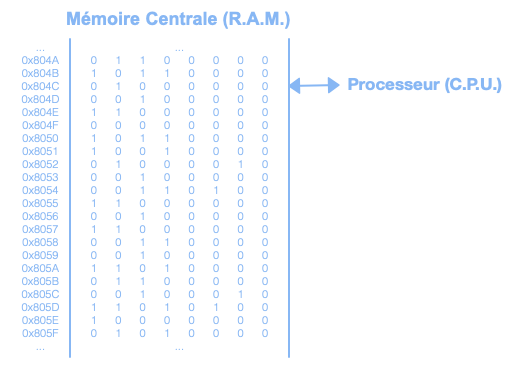 Mémoire Centrale (R.A.M.)
... ...
0x804A 0 1 1 0 0 0 0 0
0x804B 1 0 1 1 0 0 0 0
0x804C 0 1 0 0 0 0 0 0
Processeur (C.P.U.)
0x804D 0 0 1 0 0 0 0 0
0x804E 1 1 0 0 0 0 0 0
0x804F 0 0 0 0 0 0 0 0
0x8050 1 0 1 1 0 0 0 0
0x8051 1 0 0 1 0 0 0 0
0x8052 0 1 0 0 0 0 1 0
0x8053 0 0 1 0 0 0 0 0
0x8054 0 0 1 1 0 1 0 0
0x8055 1 1 0 0 0 0 0 0
0x8056 0 0 1 0 0 0 0 0
0x8057 1 1 0 0 0 0 0 0
0x8058 0 0 1 1 0 0 0 0
0x8059 0 0 1 0 0 0 0 0
0x805A 1 1 0 1 0 0 0 0
0x805B 0 1 1 0 0 0 0 0
0x805C 0 0 1 0 0 0 1 0
0x805D 1 1 0 1 0 1 0 0
0x805E 1 0 0 0 0 0 0 0
0x805F 0 1 0 1 0 0 0 0
... ...